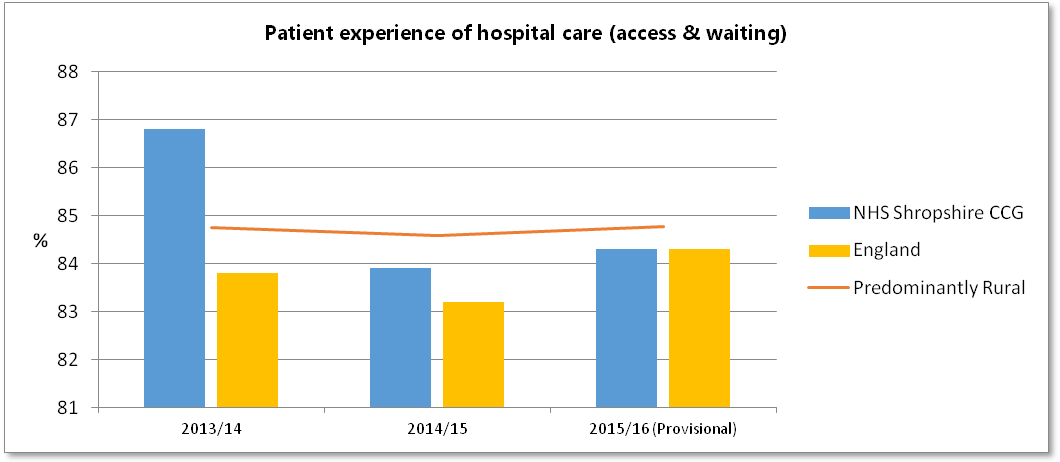 Patient experience of hospital care (access & waiting)
88
87
86
85
84
83
82
81
%
2013/14
2014/15
2015/16 (Provisional)
NHS Shropshire CCG
England
Predominantly Rural